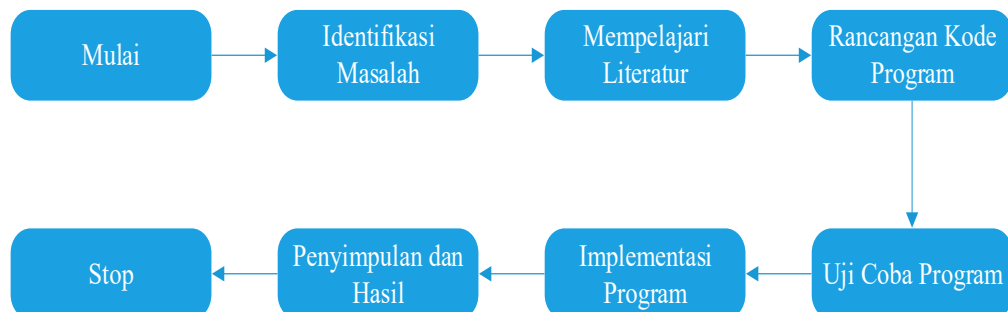 Mulai
Identifikasi
Masalah
Mempelajari
Literatur
Rancangan Kode
Program
Uji Coba Program
Implementasi
Program
Penyimpulan dan
Hasil
Stop